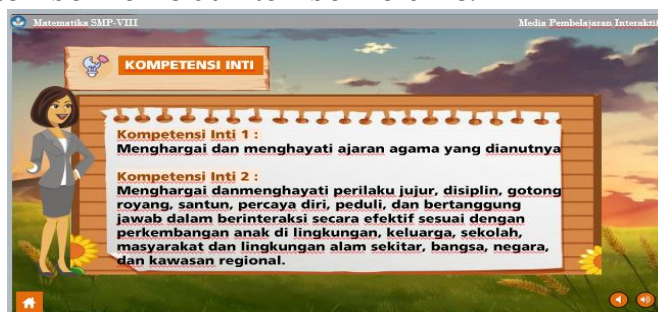 Matematika SMP-VIII
Media Pembelajaran Interaktif
KOMPETENSI INTI
Kompetensi Inti 1 :
Menghargai dan menghayati ajaran agama yang dianutnya
Kompetensi Inti 2 :
Menghargai danmenghayati perilaku jujur, disiplin, gotong
royang, santun, percaya diri, peduli, dan bertanggung
jawab dalam berinteraksi secara efektif sesuai dengan
perkembangan anak di lingkungan, keluarga, sekolah,
masyarakat dan lingkungan alam sekitar, bangsa, negara,
dan kawasan regional.